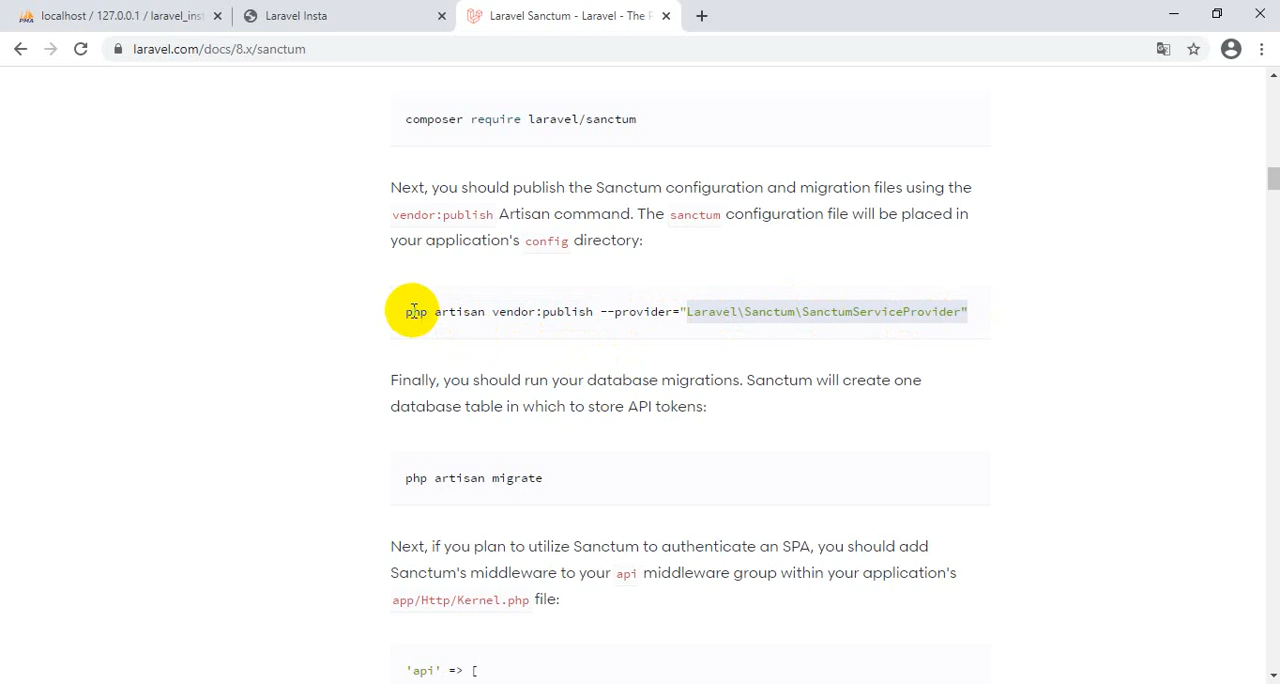 localhost / 127.0.0.1 / laravel_inst
Laravel Insta
Laravel Sanctum - Laravel - The P
laravel.com/docs/8.x/sanctum
composer require laravel/sanctum
Next, you should publish the Sanctum configuration and migration files using the
vendor:publish Artisan command. The sanctum configuration file will be placed in
your application's config directory:
php artisan vendor:publish --provider="Laravel\Sanctum\SanctumServiceProvider"
Finally, you should run your database migrations. Sanctum will create one
database table in which to store API tokens:
php artisan migrate
Next, if you plan to utilize Sanctum to authenticate an SPA, you should add
Sanctum's middleware to your api middleware group within your application's
app/Http/Kernel.php file:
'api' => [